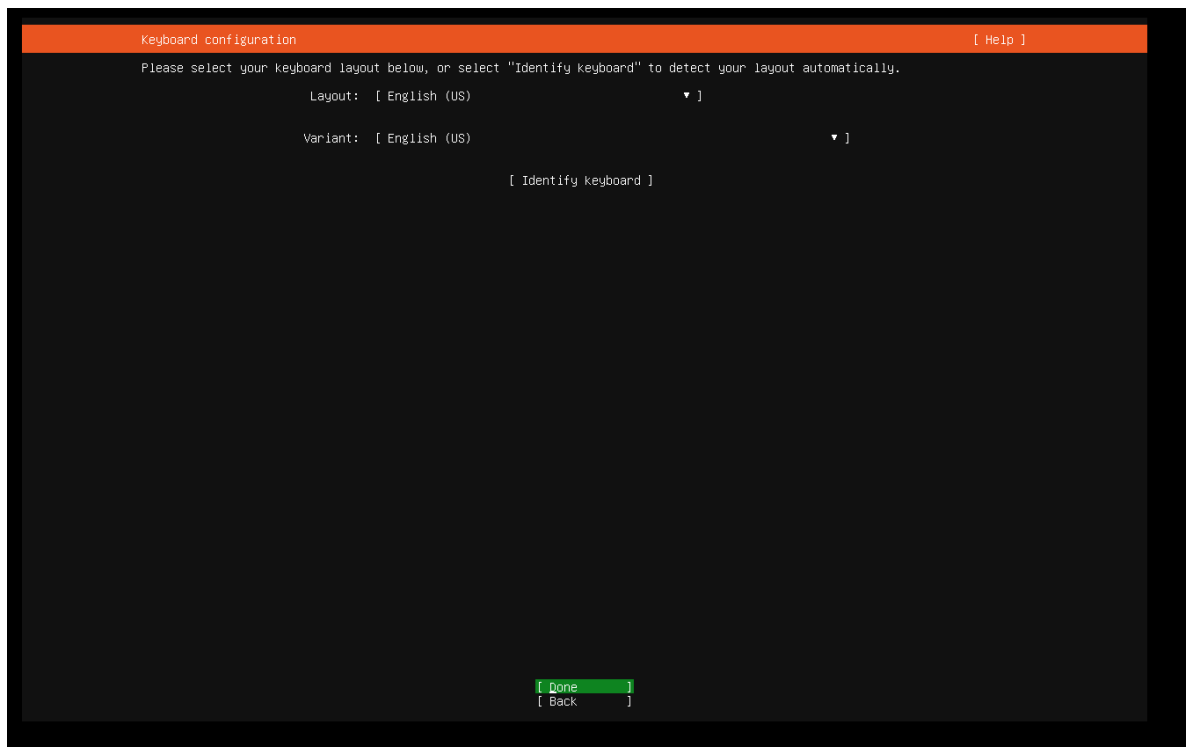 Keyboard configuration [ Help ]
Please select your keyboard layout below, or select "Identify keyboard" to detect your layout automatically.
Layout: [ English (US) ▾ ]
Variant: [ English (US) ▾ ]
[ Identify keyboard ]
[ Done ]
[ Back ]